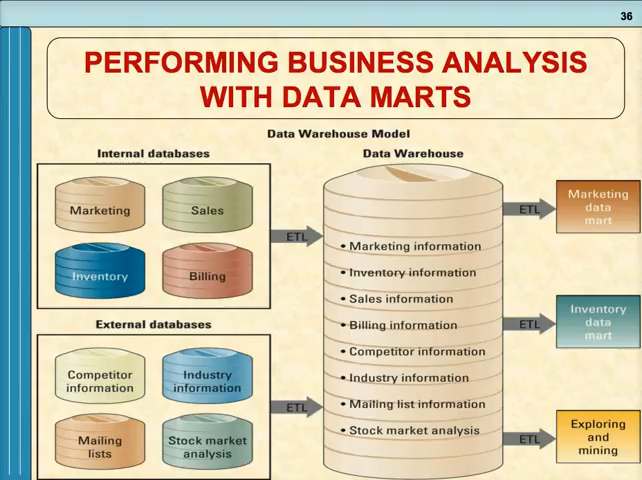 36
PERFORMING BUSINESS ANALYSIS
WITH DATA MARTS
Data Warehouse Model
Internal databases
Marketing
Sales
Inventory
Billing
ETL
External databases
Competitor
information
Industry
information
Mailing
lists
Stock market
analysis
ETL
Data Warehouse
• Marketing information
• Inventory information
• Sales information
• Billing information
• Competitor information
• Industry information
• Mailing list information
• Stock market analysis
ETL
Marketing
data
mart
ETL
Inventory
data
mart
ETL
Exploring
and
mining